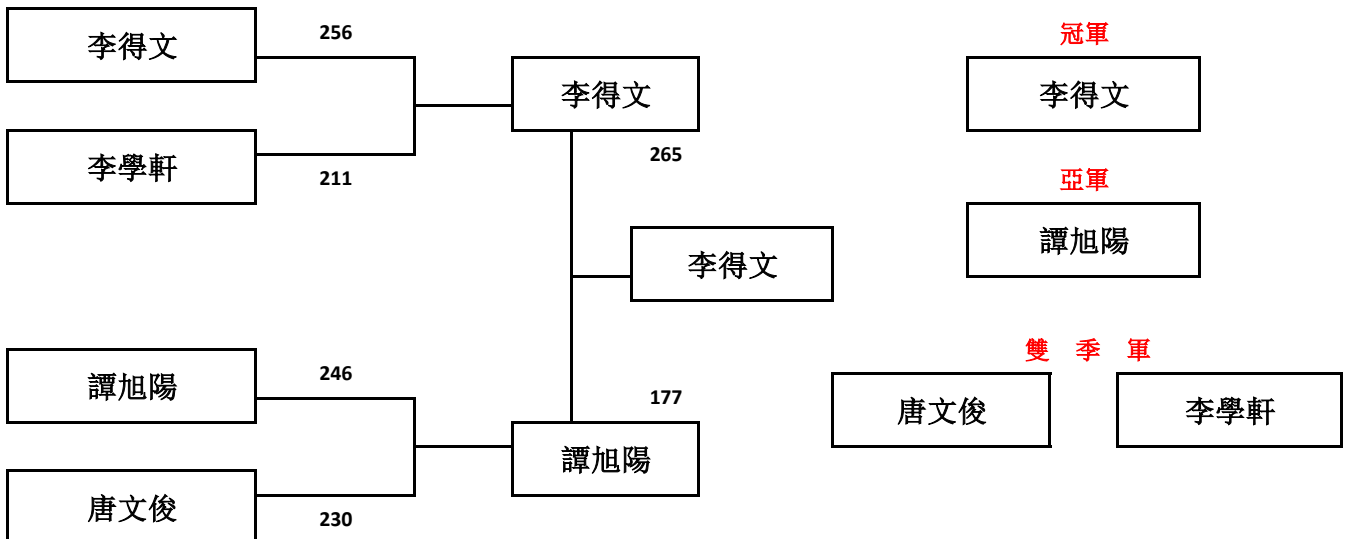 李得文
256
李學軒
211
李得文
265
李得文
譚旭陽
246
唐文俊
230
177
譚旭陽
冠軍
李得文
亞軍
譚旭陽
雙 季 軍
唐文俊
李學軒